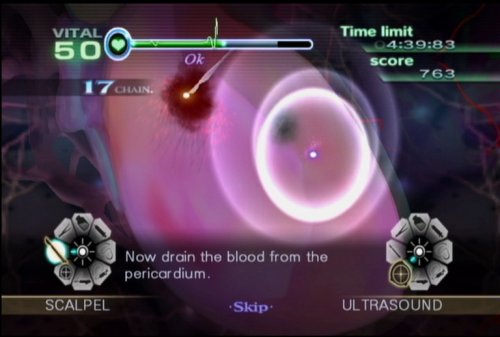 VITAL
50
Ok
17 CHAIN.
Time limit
04:39:83
score
763
Now drain the blood from the
pericardium.
SCALPEL
·Skip·
ULTRASOUND